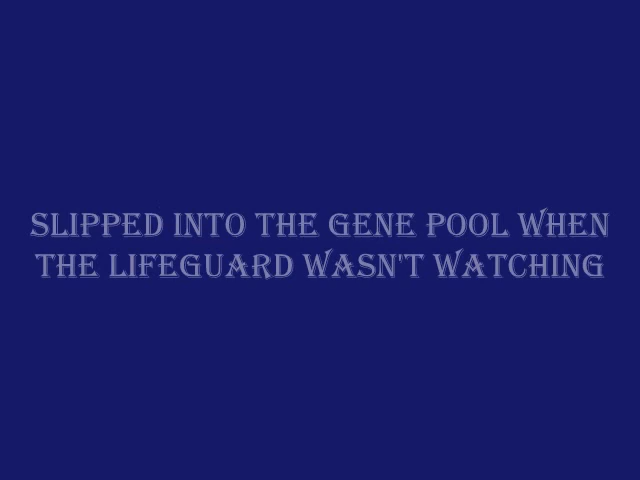 SLIPPED INTO THE GENE POOL WHEN
THE LIFEGUARD WASN'T WATCHING